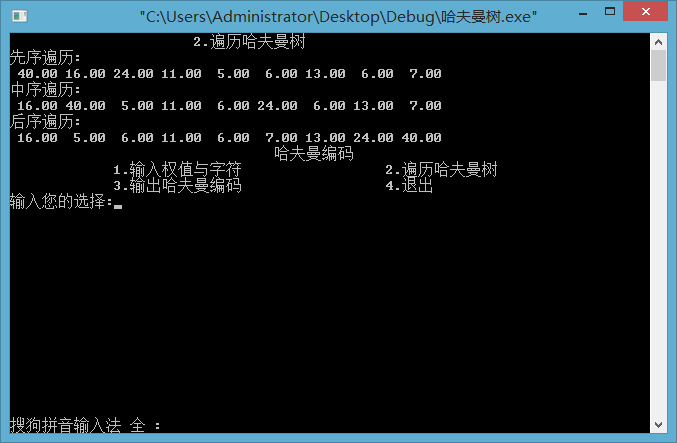 "C:\Users\Administrator\Desktop\Debug\哈夫曼树.exe"
2.遍历哈夫曼树
先序遍历:
40.00 16.00 24.00 11.00 5.00 6.00 13.00 6.00 7.00
中序遍历:
16.00 40.00 5.00 11.00 6.00 24.00 6.00 13.00 7.00
后序遍历:
16.00 5.00 6.00 11.00 6.00 7.00 13.00 24.00 40.00
哈夫曼编码
1.输入权值与字符 2.遍历哈夫曼树
3.输出哈夫曼编码 4.退出
输入您的选择:
搜狗拼音输入法 全 :